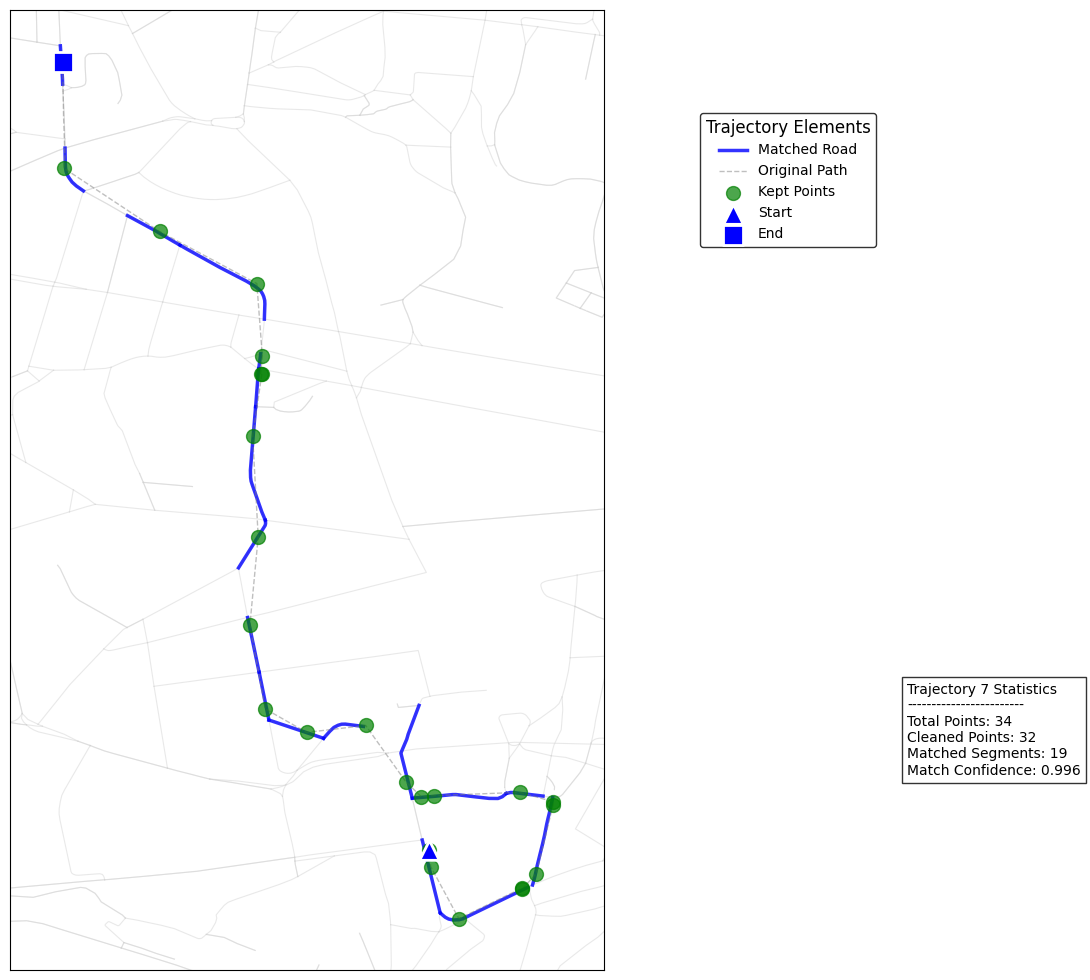 Trajectory Elements
Matched Road
Original Path
Kept Points
Start
End
Trajectory 7 Statistics
------------------------
Total Points: 34
Cleaned Points: 32
Matched Segments: 19
Match Confidence: 0.996